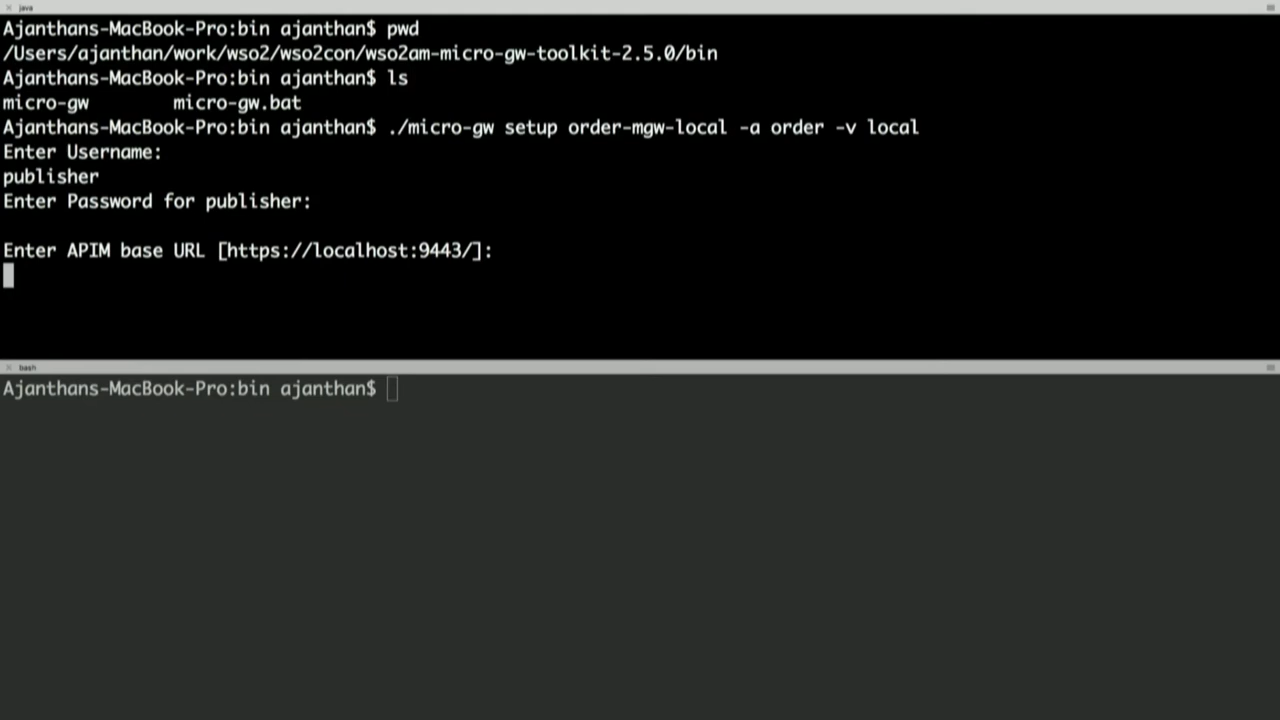 java
Ajanthans-MacBook-Pro:bin ajanthan$ pwd
/Users/ajanthan/work/wso2/wso2con/wso2am-micro-gw-toolkit-2.5.0/bin
Ajanthans-MacBook-Pro:bin ajanthan$ ls
micro-gw        micro-gw.bat
Ajanthans-MacBook-Pro:bin ajanthan$ ./micro-gw setup order-mgw-local -a order -v local
Enter Username:
publisher
Enter Password for publisher:
Enter APIM base URL [https://localhost:9443/]:
bash
Ajanthans-MacBook-Pro:bin ajanthan$